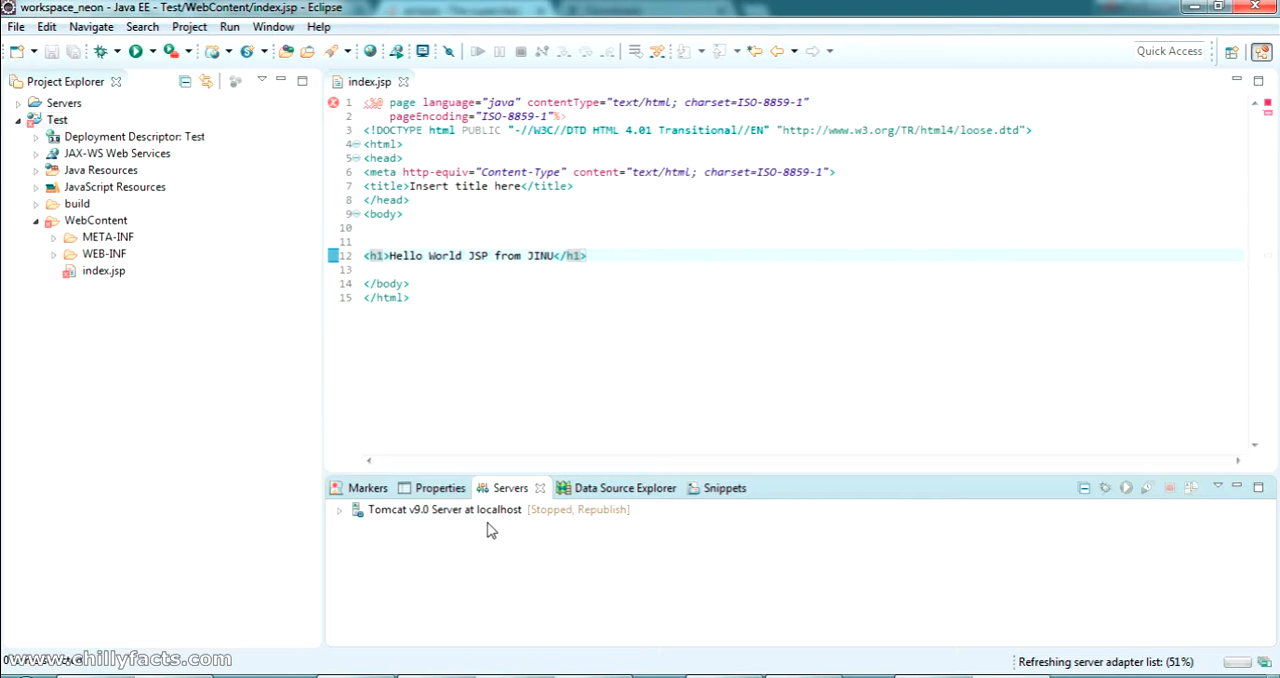 workspace_neon - Java EE - Test/WebContent/index.jsp - Eclipse
File Edit Navigate Search Project Run Window Help
Quick Access
Project Explorer
Servers
Test
Deployment Descriptor: Test
JAX-WS Web Services
Java Resources
JavaScript Resources
build
WebContent
META-INF
WEB-INF
index.jsp
index.jsp
1 <%@ page language="java" contentType="text/html; charset=ISO-8859-1"
2 pageEncoding="ISO-8859-1"%>
3 <!DOCTYPE html PUBLIC "-//W3C//DTD HTML 4.01 Transitional//EN" "http://www.w3.org/TR/html4/loose.dtd">
4 <html>
5 <head>
6 <meta http-equiv="Content-Type" content="text/html; charset=ISO-8859-1">
7 <title>Insert title here</title>
8 </head>
9 <body>
10
11
12 <h1>Hello World JSP from JINU</h1>
13
14 </body>
15 </html>
Markers Properties Servers Data Source Explorer Snippets
Tomcat v9.0 Server at localhost [Stopped, Republish]
www.chillyfacts.com
Refreshing server adapter list: (51%)